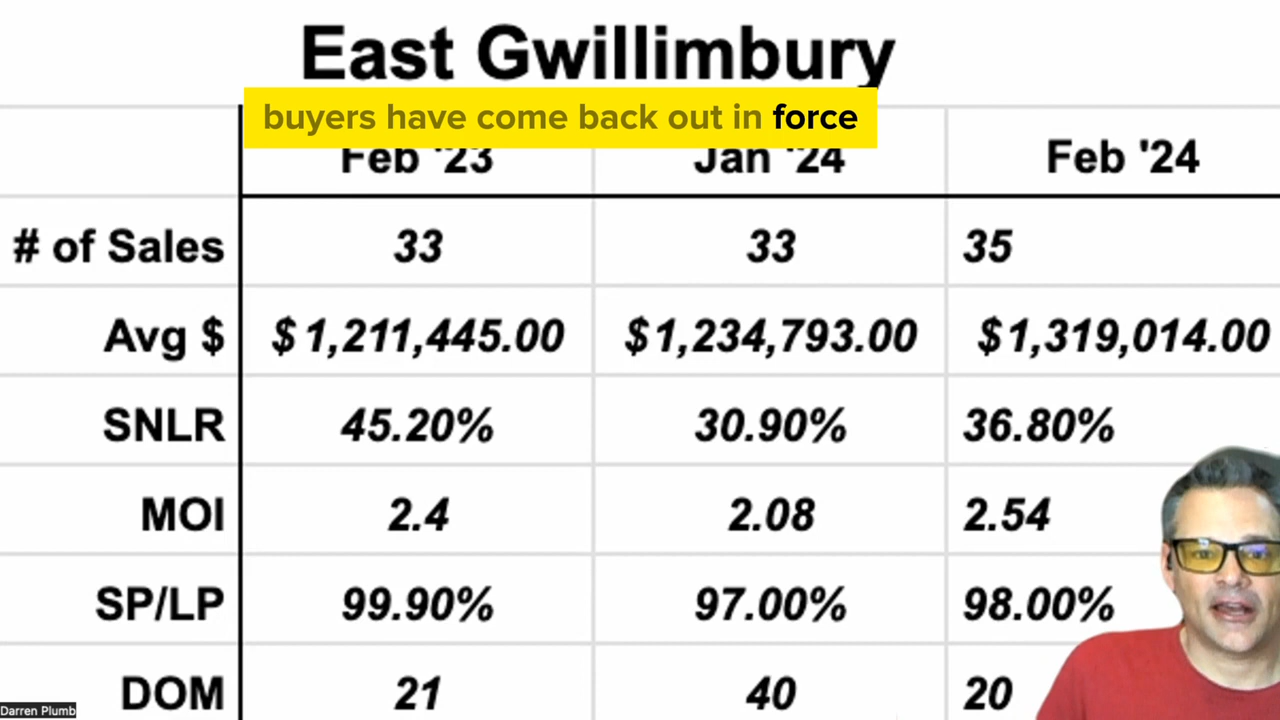 East Gwillimbury
buyers have come back out in force
Feb '23 Jan '24 Feb '24
# of Sales 33 33 35
Avg $ $1,211,445.00 $1,234,793.00 $1,319,014.00
SNLR 45.20% 30.90% 36.80%
MOI 2.4 2.08 2.54
SP/LP 99.90% 97.00% 98.00%
DOM 21 40 20
Darren Plumb